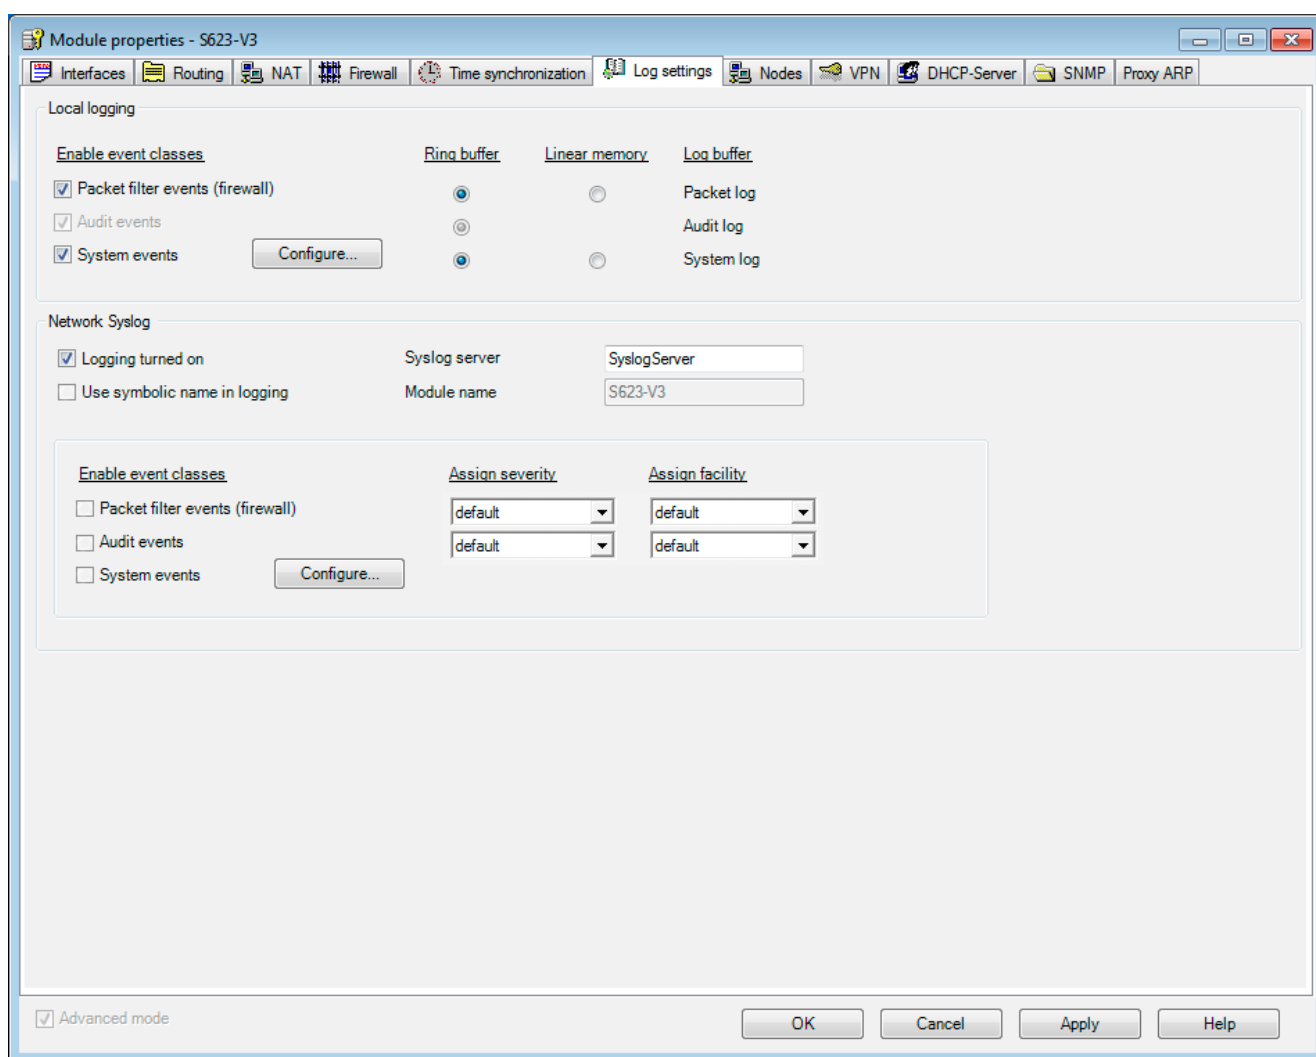 Module properties - S623-V3
Interfaces Routing NAT Firewall Time synchronization Log settings Nodes VPN DHCP-Server SNMP Proxy ARP
Local logging
Enable event classes Ring buffer Linear memory Log buffer
Packet filter events (firewall) Packet log
Audit events Audit log
System events Configure... System log
Network Syslog
Logging turned on Syslog server SyslogServer
Use symbolic name in logging Module name S623-V3
Enable event classes Assign severity Assign facility
Packet filter events (firewall) default default
Audit events default default
System events Configure...
Advanced mode OK Cancel Apply Help